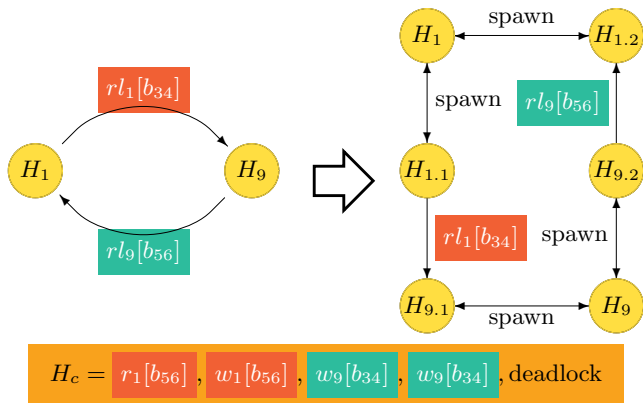 H₁ spawn H₁.₂
rl₁[b₃₄]
spawn rl₉[b₅₆]
H₁ H₉ H₁.₁ H₉.₂
rl₉[b₅₆]
rl₁[b₃₄] spawn
H₉.₁ spawn H₉
H_c = r₁[b₅₆], w₁[b₅₆], w₉[b₃₄], w₉[b₃₄], deadlock